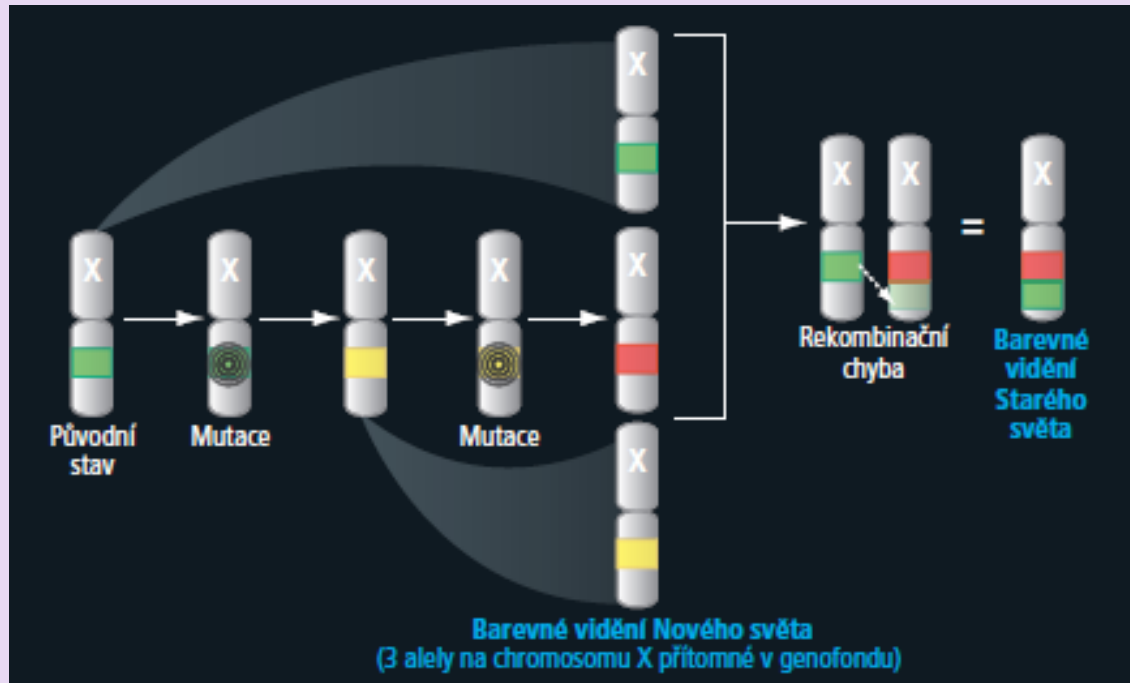 X
X
X
X
X
X
X
X
X
=
Původní
stav
Mutace
Mutace
Rekombinační
chyba
Barevné
vidění
Starého
světa
Barevné vidění Nového světa
(3 alely na chromosomu X přítomné v genofondu)